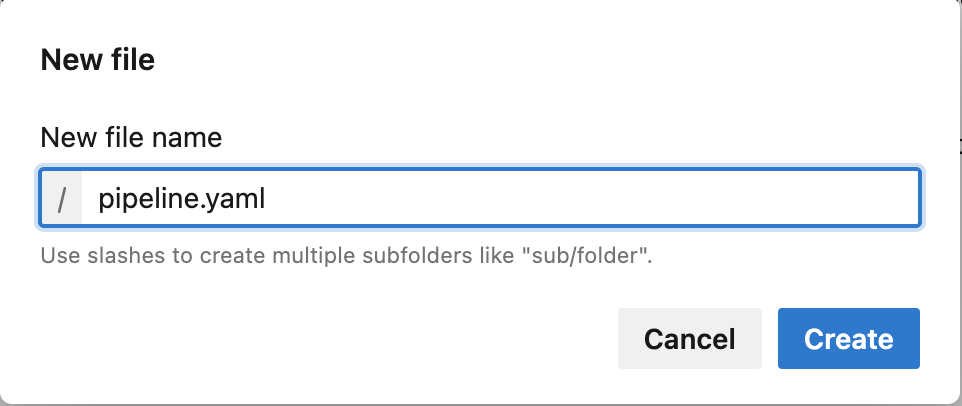 New file
New file name
/ pipeline.yaml
Use slashes to create multiple subfolders like "sub/folder".
Cancel Create